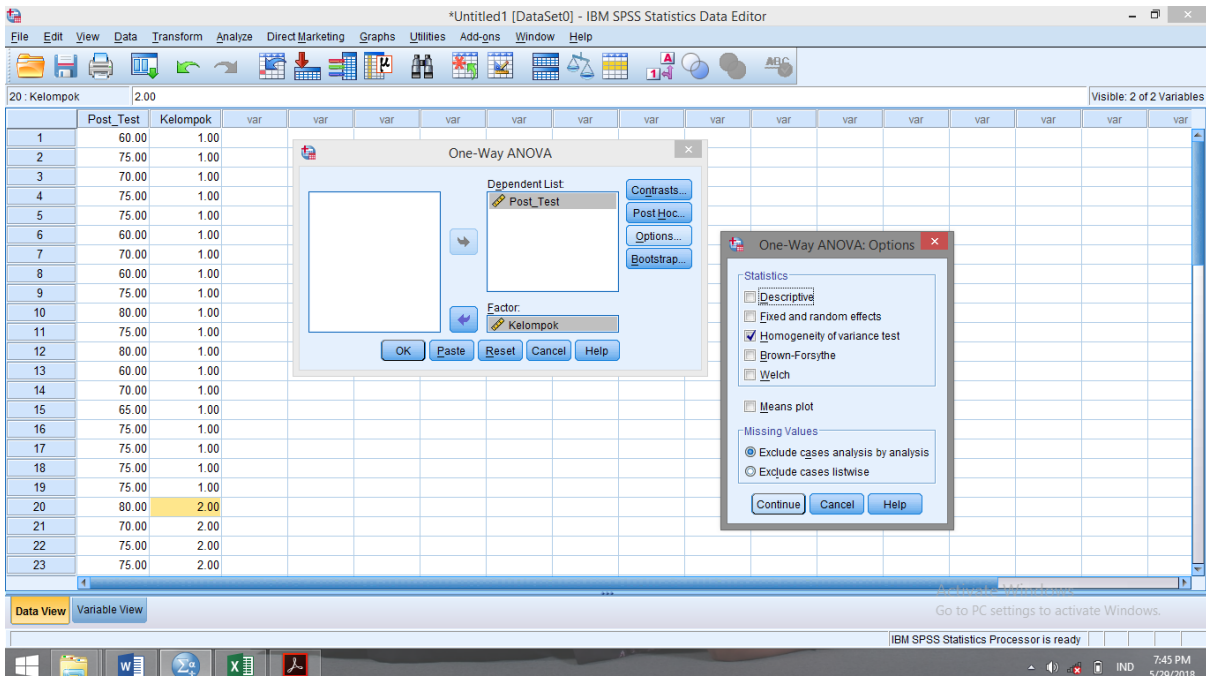 *Untitled1 [DataSet0] - IBM SPSS Statistics Data Editor
File Edit View Data Transform Analyze Direct Marketing Graphs Utilities Add-ons Window Help
20 : Kelompok 2.00 Visible: 2 of 2 Variables
Post_Test Kelompok var var var var var var var var var var var var var var
1 60.00 1.00
2 75.00 1.00
3 70.00 1.00
4 75.00 1.00
5 75.00 1.00
6 60.00 1.00
7 70.00 1.00
8 60.00 1.00
9 75.00 1.00
10 80.00 1.00
11 75.00 1.00
12 80.00 1.00
13 60.00 1.00
14 70.00 1.00
15 65.00 1.00
16 75.00 1.00
17 75.00 1.00
18 75.00 1.00
19 75.00 1.00
20 80.00 2.00
21 70.00 2.00
22 75.00 2.00
23 75.00 2.00
One-Way ANOVA
Dependent List:
Post_Test
Contrasts...
Post Hoc...
Options...
Bootstrap...
Factor:
Kelompok
OK Paste Reset Cancel Help
One-Way ANOVA: Options
Statistics
Descriptive
Fixed and random effects
Homogeneity of variance test
Brown-Forsythe
Welch
Means plot
Missing Values
Exclude cases analysis by analysis
Exclude cases listwise
Continue Cancel Help
Activate Windows
Go to PC settings to activate Windows.
Data View Variable View
IBM SPSS Statistics Processor is ready
IND 7:45 PM
5/29/2018